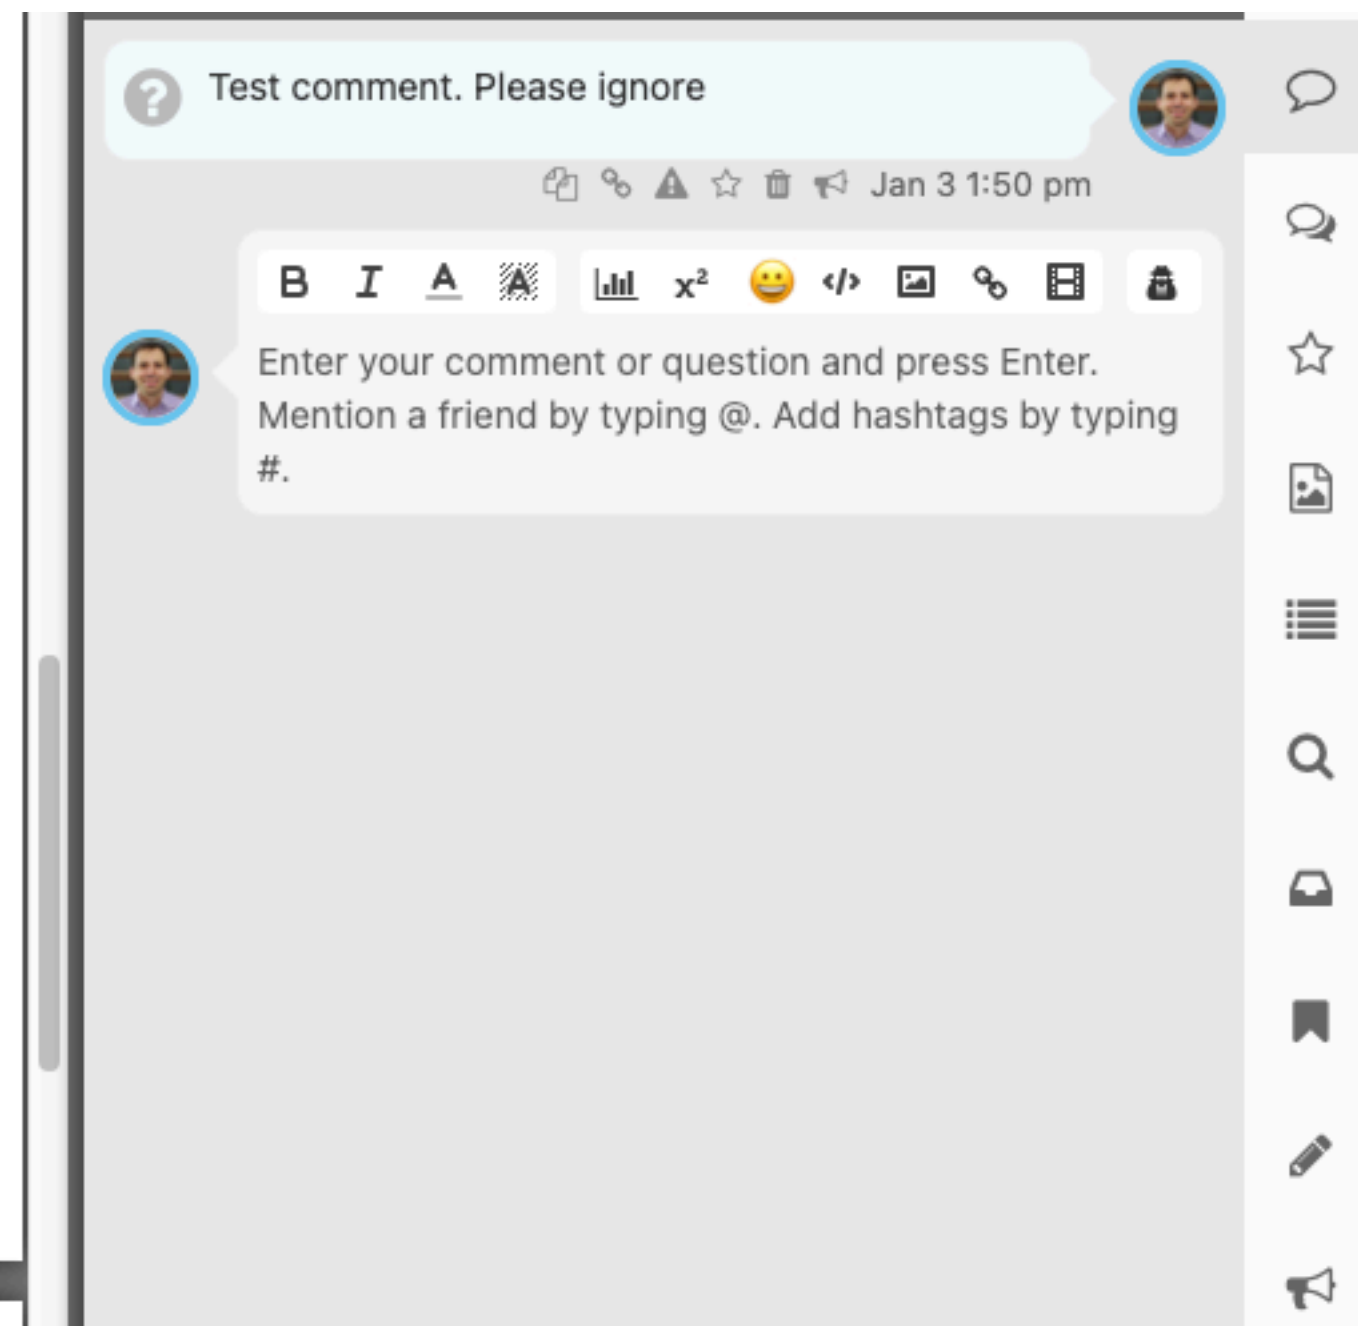 Test comment. Please ignore
Jan 3 1:50 pm
B I A A x² </>
Enter your comment or question and press Enter.
Mention a friend by typing @. Add hashtags by typing
#.